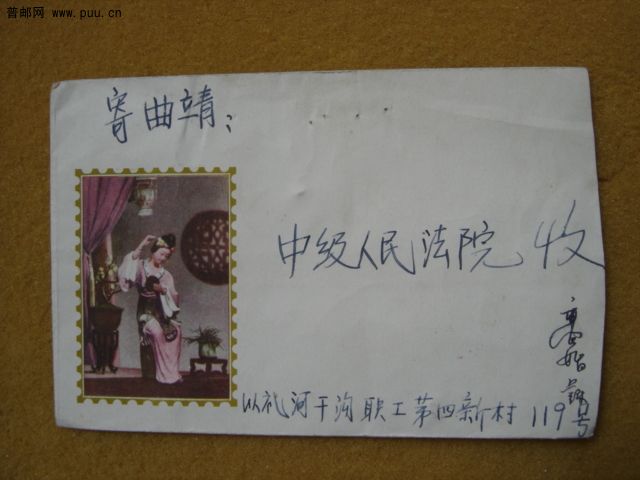 普邮网 www.puu.cn
寄曲靖：
中级人民法院 收
以礼河干沟职工第四新村 119号